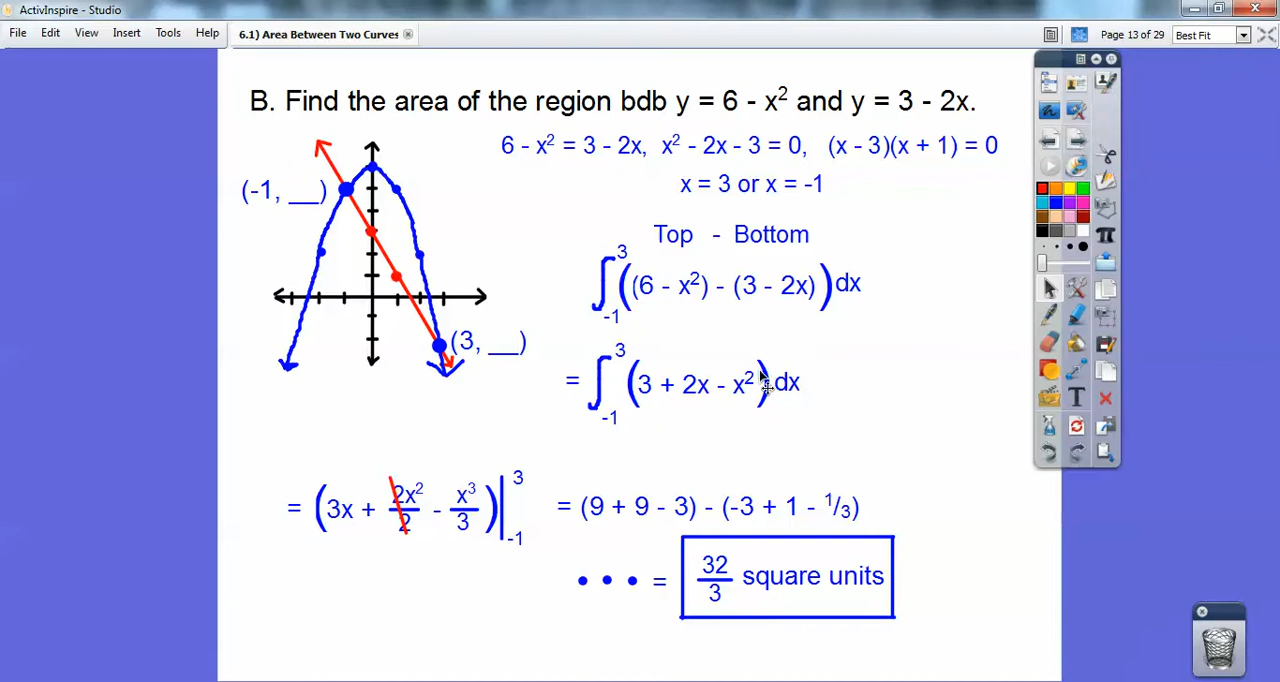 ActivInspire - Studio
File Edit View Insert Tools Help 6.1) Area Between Two Curves Page 13 of 29 Best Fit
B. Find the area of the region bdb y = 6 - x² and y = 3 - 2x.
6 - x² = 3 - 2x, x² - 2x - 3 = 0, (x - 3)(x + 1) = 0
x = 3 or x = -1
(-1, __)
(3, __)
Top - Bottom
∫₋₁³ ((6 - x²) - (3 - 2x)) dx
= ∫₋₁³ (3 + 2x - x²) dx
= (3x + 2x²/2 - x³/3)|₋₁³ = (9 + 9 - 3) - (-3 + 1 - 1/3)
• • • = 32/3 square units